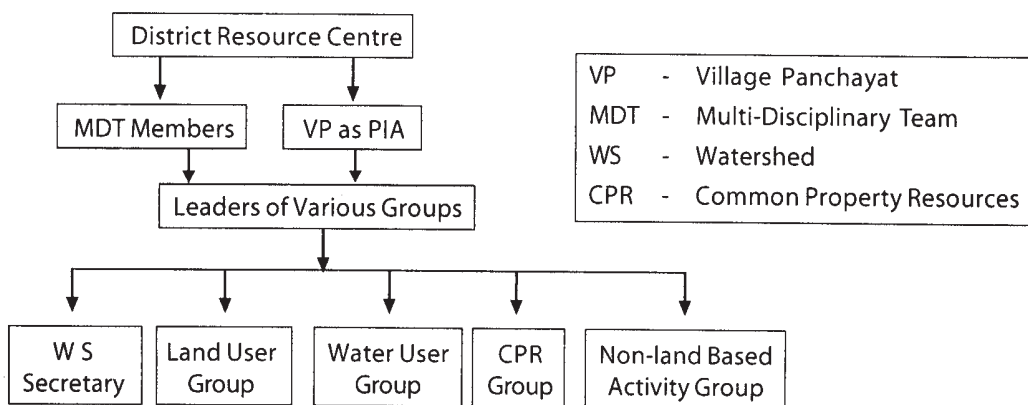 District Resource Centre
MDT Members
VP as PIA
Leaders of Various Groups
W S
Secretary
Land User
Group
Water User
Group
CPR
Group
Non-land Based
Activity Group
VP - Village Panchayat
MDT - Multi-Disciplinary Team
WS - Watershed
CPR - Common Property Resources